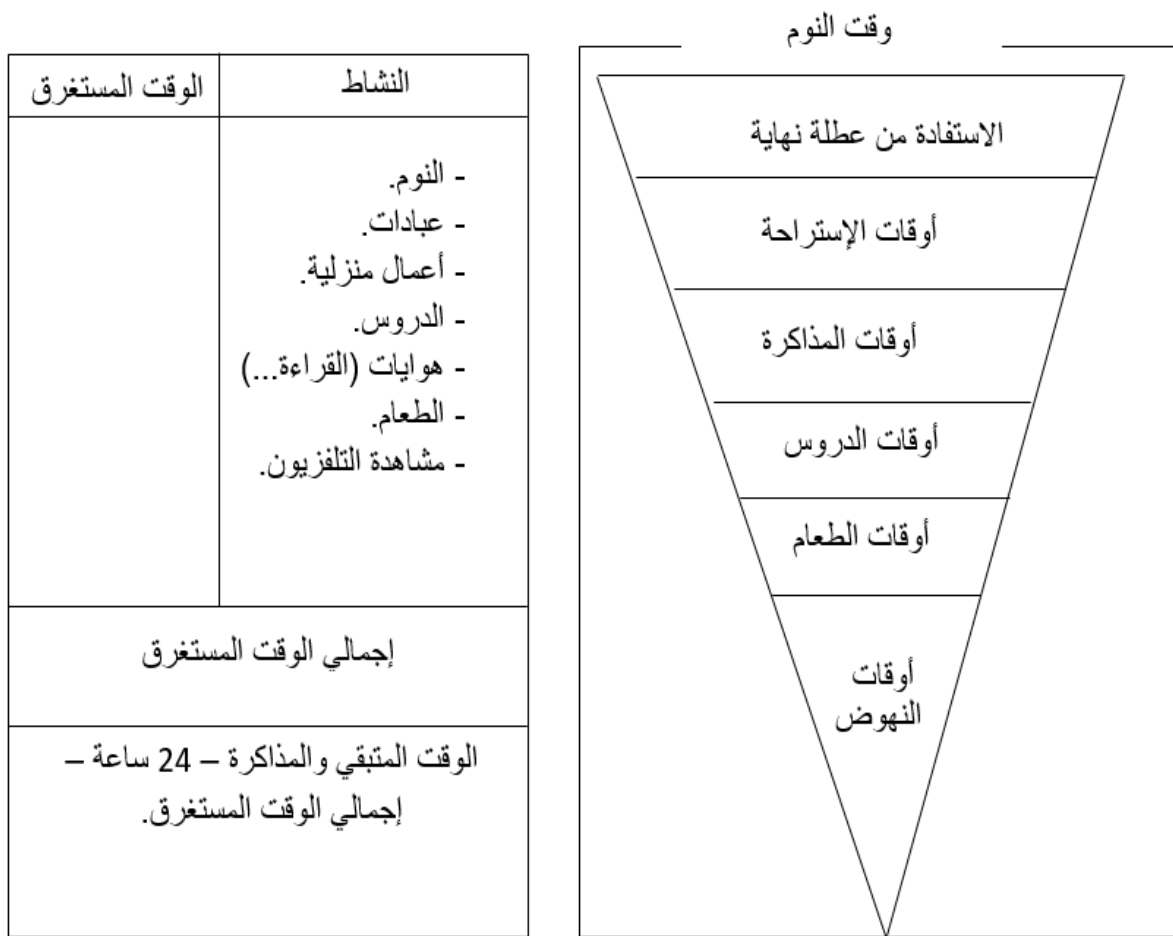 وقت النوم
الاستفادة من عطلة نهاية
أوقات الإستراحة
أوقات المذاكرة
أوقات الدروس
أوقات الطعام
أوقات
النهوض
النشاط
الوقت المستغرق
- النوم.
- عبادات.
- أعمال منزلية.
- الدروس.
- هوايات (القراءة...)
- الطعام.
- مشاهدة التلفزيون.
إجمالي الوقت المستغرق
الوقت المتبقي والمذاكرة – 24 ساعة –
إجمالي الوقت المستغرق.